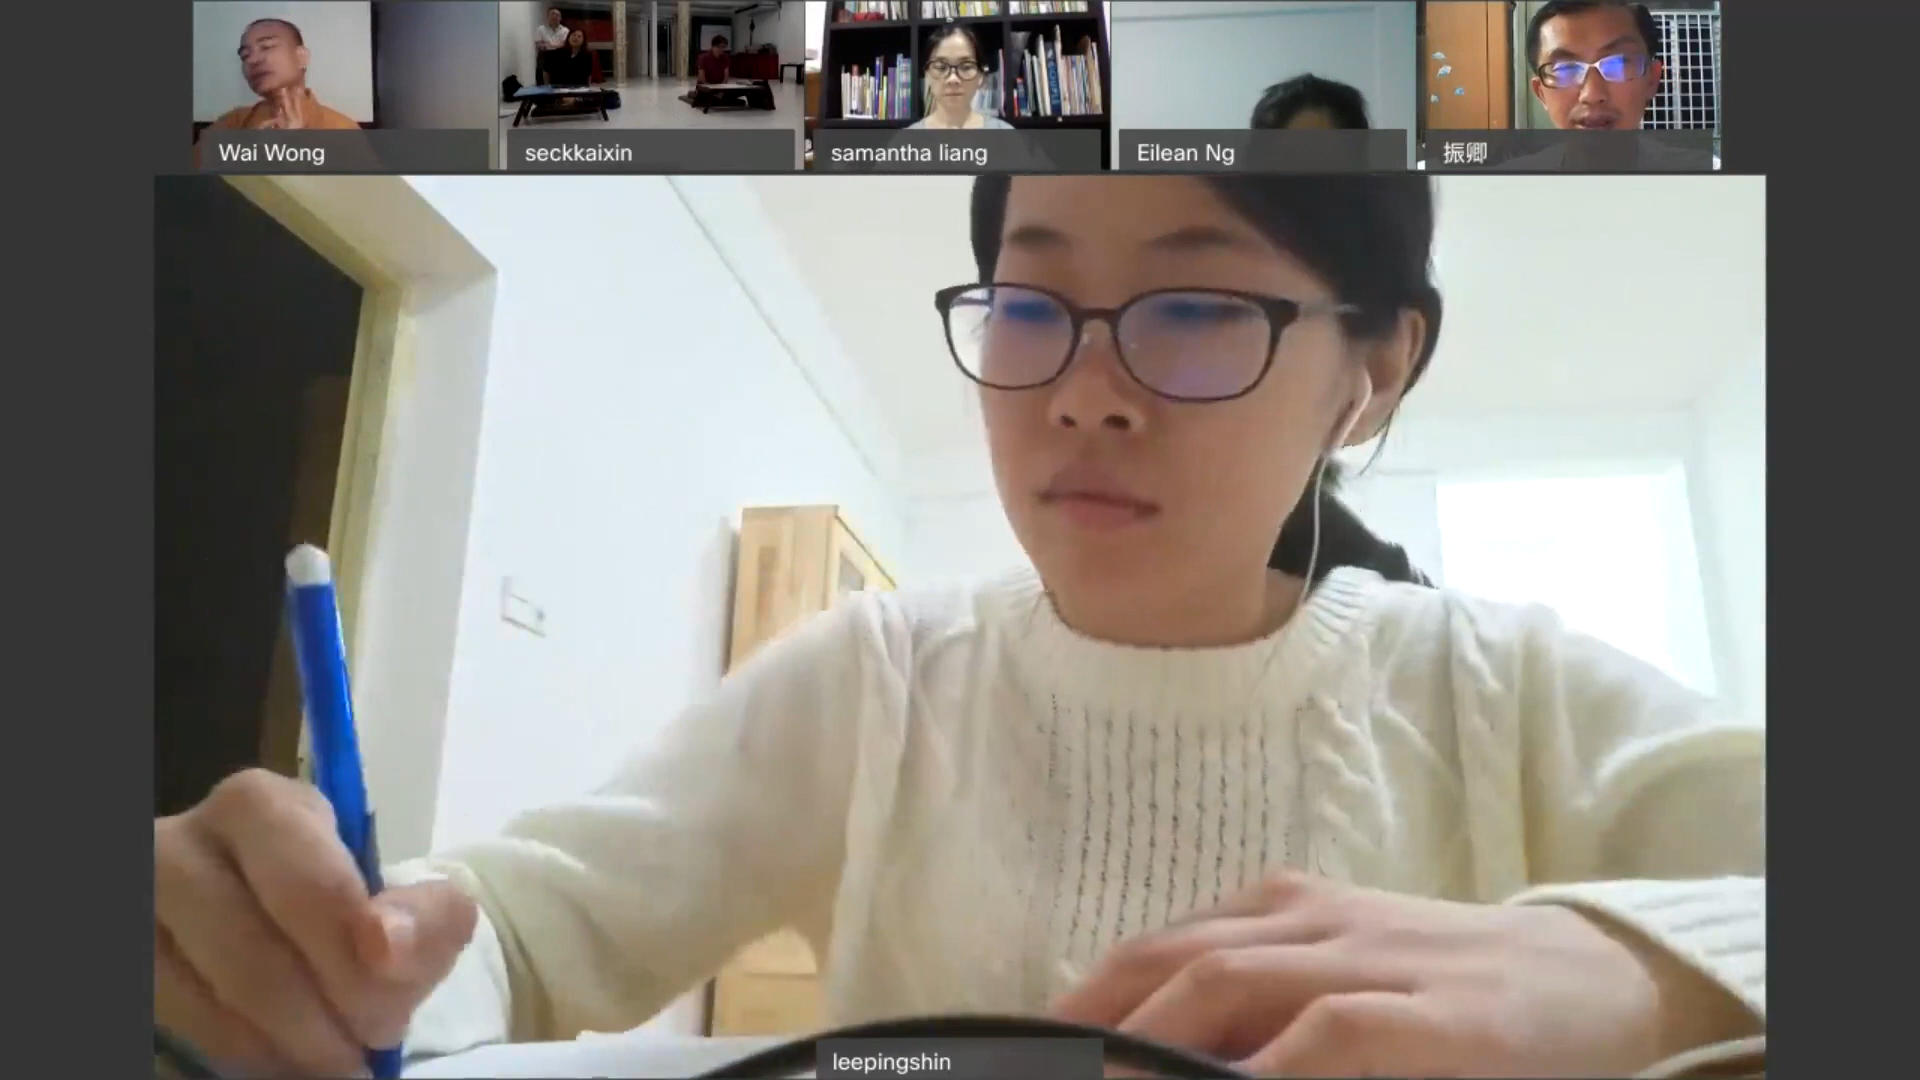 Wai Wong
seckkaixin
samantha liang
Eilean Ng
振卿
leepingshin